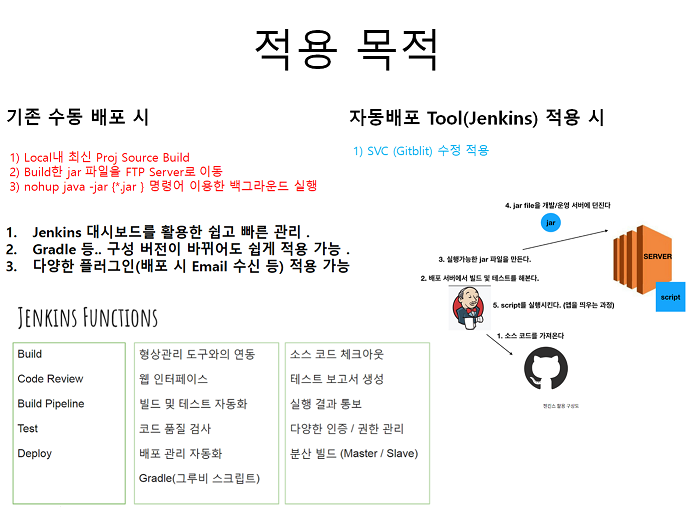 적용 목적
기존 수동 배포 시
1) Local내 최신 Proj Source Build
2) Build한 jar 파일을 FTP Server로 이동
3) nohup java -jar {*.jar } 명령어 이용한 백그라운드 실행
1. Jenkins 대시보드를 활용한 쉽고 빠른 관리 .
2. Gradle 등.. 구성 버전이 바뀌어도 쉽게 적용 가능 .
3. 다양한 플러그인(배포 시 Email 수신 등) 적용 가능
자동배포 Tool(Jenkins) 적용 시
1) SVC (Gitblit) 수정 적용
4. jar file을 개발/운영 서버에 던진다
jar
SERVER
3. 실행가능한 jar 파일을 만든다.
2. 배포 서버에서 빌드 및 테스트를 해본다.
script
5. script를 실행시킨다. (앱을 띄우는 과정)
1. 소스 코드를 가져온다
젠킨스 활용 구성도
Jenkins Functions
Build
Code Review
Build Pipeline
Test
Deploy
형상관리 도구와의 연동
웹 인터페이스
빌드 및 테스트 자동화
코드 품질 검사
배포 관리 자동화
Gradle(그루비 스크립트)
소스 코드 체크아웃
테스트 보고서 생성
실행 결과 통보
다양한 인증 / 권한 관리
분산 빌드 (Master / Slave)